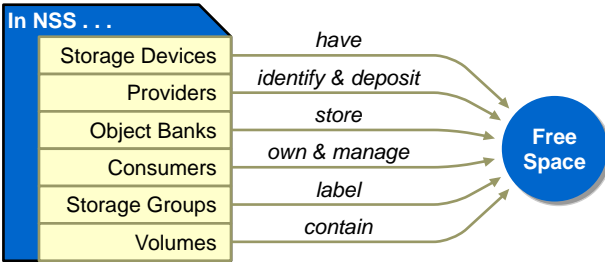 In NSS . . .
Storage Devices
have
Providers
identify & deposit
Object Banks
store
Consumers
own & manage
Storage Groups
label
Volumes
contain
Free
Space